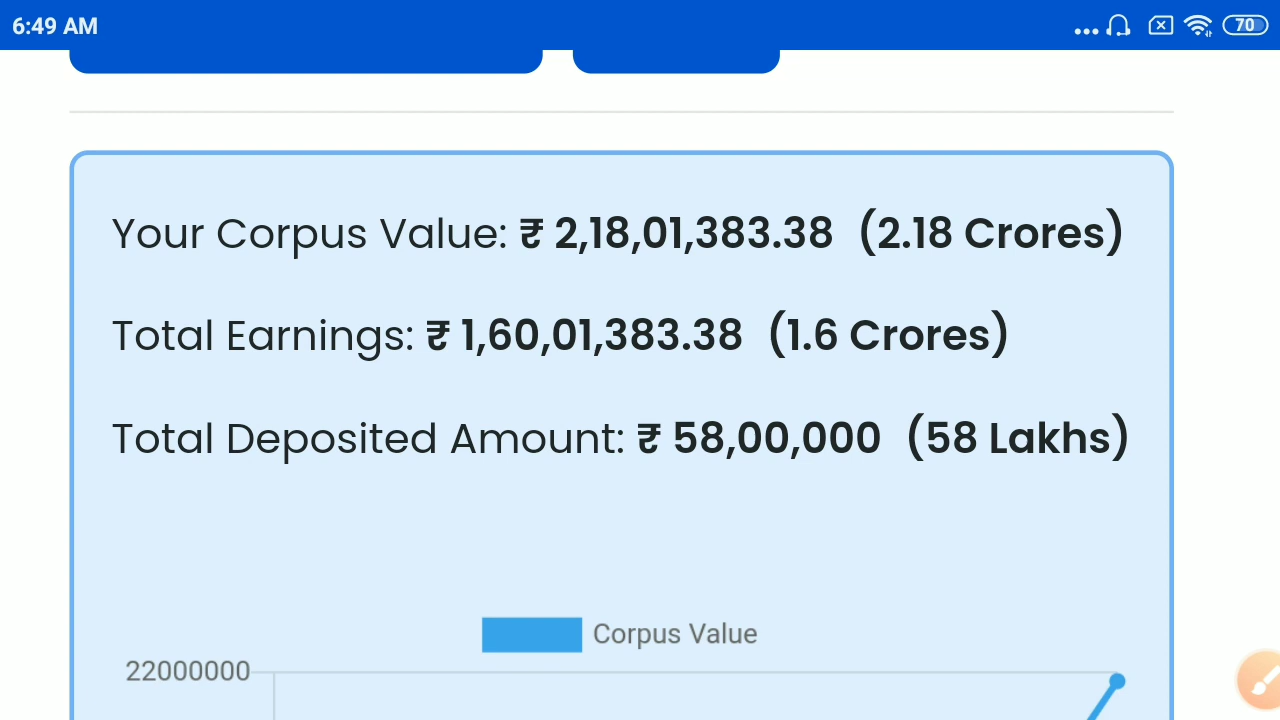 6:49 AM
70
Your Corpus Value: ₹ 2,18,01,383.38 (2.18 Crores)
Total Earnings: ₹ 1,60,01,383.38 (1.6 Crores)
Total Deposited Amount: ₹ 58,00,000 (58 Lakhs)
Corpus Value
22000000